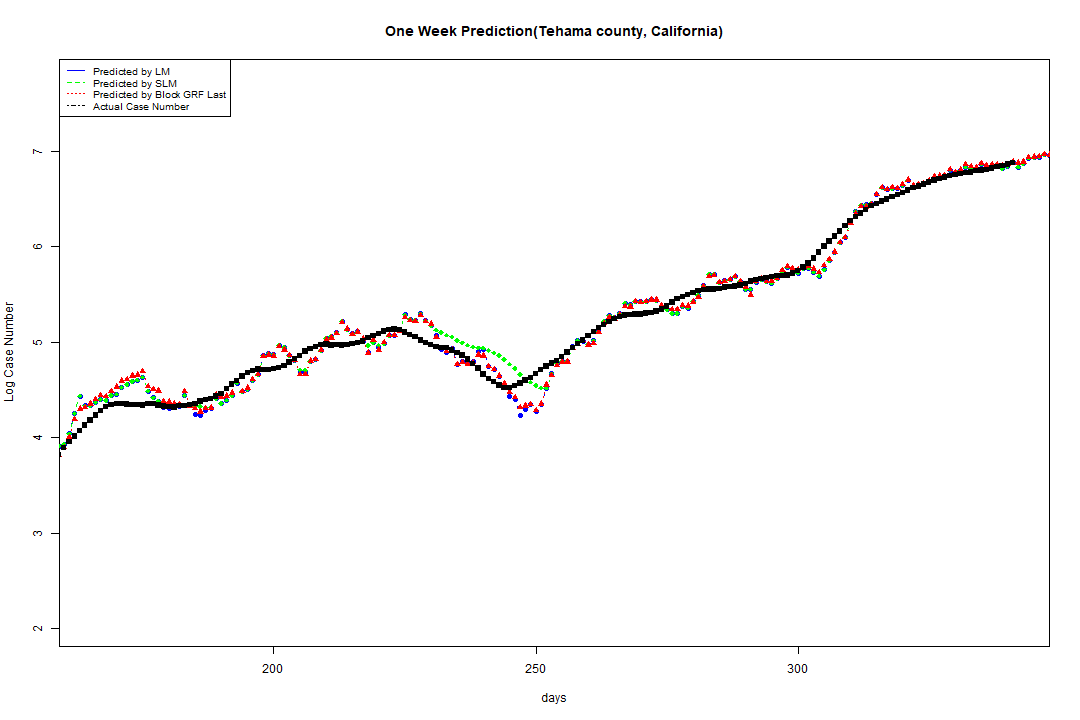 One Week Prediction(Tehama county, California)
Predicted by LM
Predicted by SLM
Predicted by Block GRF Last
Actual Case Number
Log Case Number
7
6
5
4
3
2
200 250 300
days